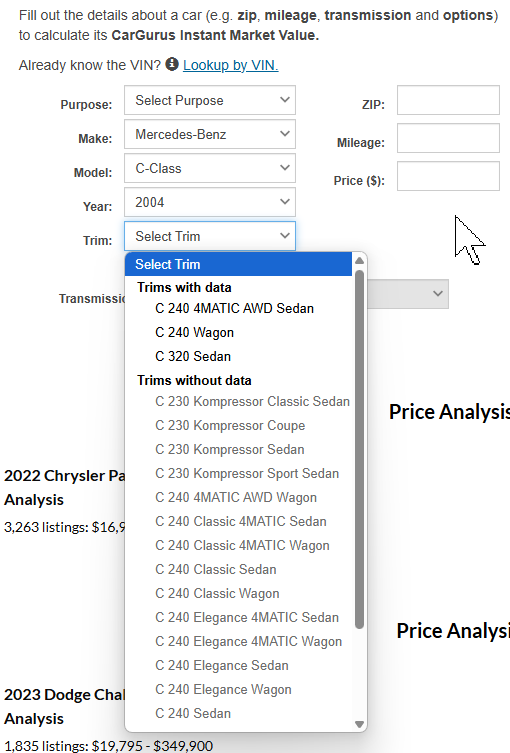 Fill out the details about a car (e.g. zip, mileage, transmission and options)
to calculate its CarGurus Instant Market Value.
Already know the VIN? Lookup by VIN.
Purpose: Select Purpose ZIP:
Make: Mercedes-Benz Mileage:
Model: C-Class Price ($):
Year: 2004
Trim: Select Trim
Select Trim
Trims with data
Transmissio
C 240 4MATIC AWD Sedan
C 240 Wagon
C 320 Sedan
Trims without data
C 230 Kompressor Classic Sedan
C 230 Kompressor Coupe
C 230 Kompressor Sedan
C 230 Kompressor Sport Sedan
C 240 4MATIC AWD Wagon
C 240 Classic 4MATIC Sedan
C 240 Classic 4MATIC Wagon
C 240 Classic Sedan
C 240 Classic Wagon
C 240 Elegance 4MATIC Sedan
C 240 Elegance 4MATIC Wagon
C 240 Elegance Sedan
C 240 Elegance Wagon
C 240 Sedan
Price Analysis
2022 Chrysler Pa
Analysis
3,263 listings: $16,9
Price Analysi
2023 Dodge Chal
Analysis
1,835 listings: $19,795 - $349,900